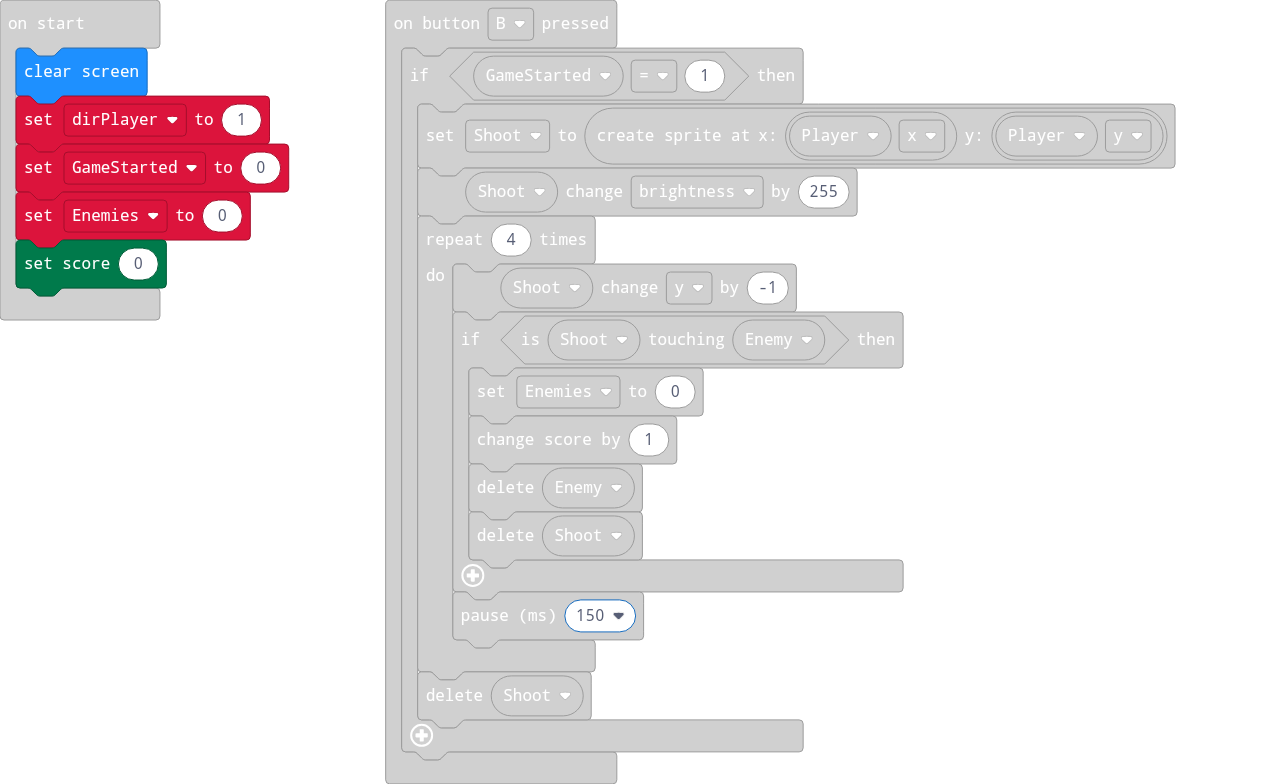 on start
clear screen
set dirPlayer to 1
set GameStarted to 0
set Enemies to 0
set score 0
on button B pressed
if GameStarted = 1 then
set Shoot to create sprite at x: Player x y: Player y
Shoot change brightness by 255
repeat 4 times
do
Shoot change y by -1
if is Shoot touching Enemy then
set Enemies to 0
change score by 1
delete Enemy
delete Shoot
pause (ms) 150
delete Shoot